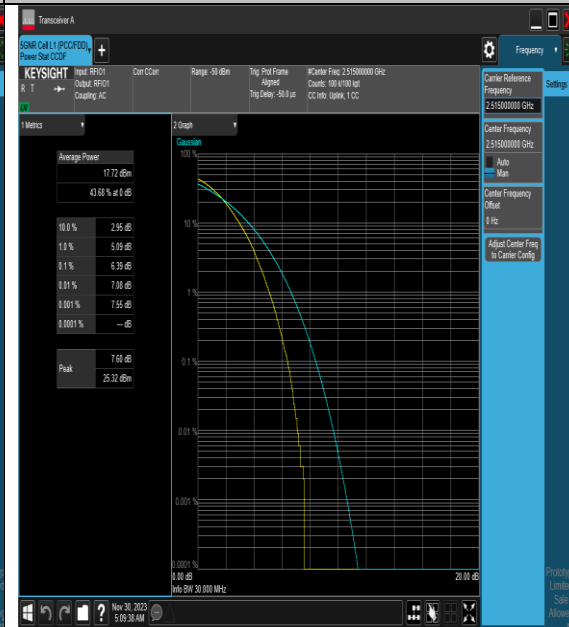 Transceiver A
5GNR Cell L1 (PCC/FDD)
Power Stat CCDF
+
Frequency
KEYSIGHT
R T
LXI
Input: RFIO1
Output: RFIO1
Coupling: AC
Corr CCorr
Range: -50 dBm
Trig: Prot Frame
Aligned
Trig Delay: -50.0 µs
#Center Freq: 2.515000000 GHz
Counts: 100 k/100 kpt
CC Info: Uplink, 1 CC
Carrier Reference
Frequency
2.515000000 GHz
Settings
Center Frequency
2.515000000 GHz
Auto
Man
Center Frequency
Offset
0 Hz
Adjust Center Freq
to Carrier Config
1 Metrics
Average Power
17.72 dBm
43.68 % at 0 dB
10.0 % 2.95 dB
1.0 % 5.09 dB
0.1 % 6.39 dB
0.01 % 7.08 dB
0.001 % 7.55 dB
0.0001 % --- dB
Peak
7.60 dB
25.32 dBm
2 Graph
Gaussian
100 %
10 %
1 %
0.1 %
0.01 %
0.001 %
0.0001 %
0.00 dB
20.00 dB
Info BW 30.000 MHz
?
Nov 30, 2023
5:09:38 AM